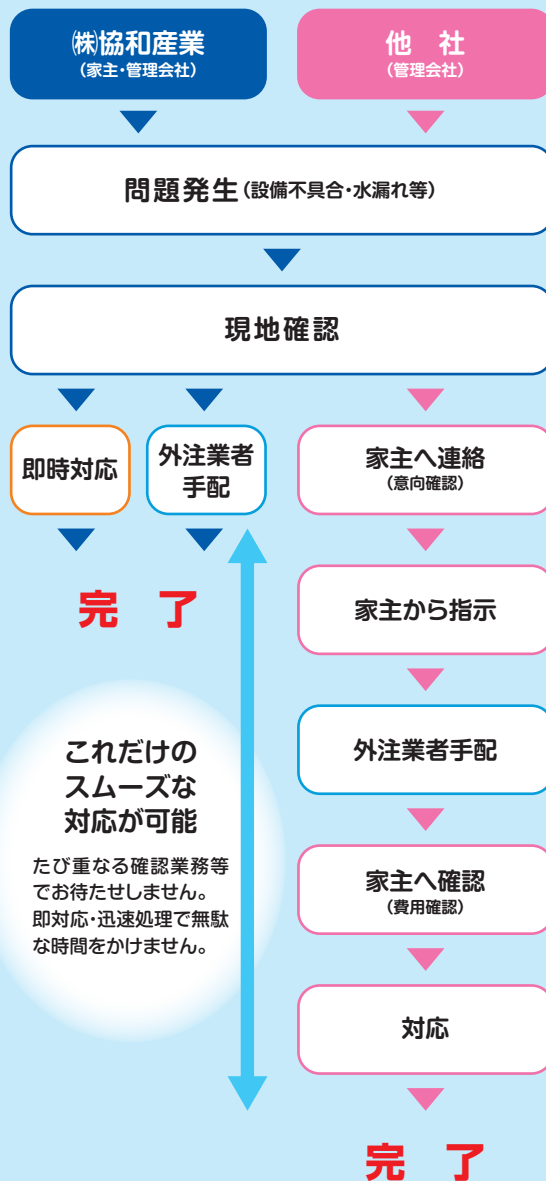 ㈱協和産業
(家主・管理会社)
他 社
(管理会社)
問題発生(設備不具合・水漏れ等)
現地確認
即時対応
外注業者
手配
完 了
これだけの
スムーズな
対応が可能
たび重なる確認業務等
でお待たせしません。
即対応・迅速処理で無駄
な時間をかけません。
家主へ連絡
(意向確認)
家主から指示
外注業者手配
家主へ確認
(費用確認)
対応
完 了